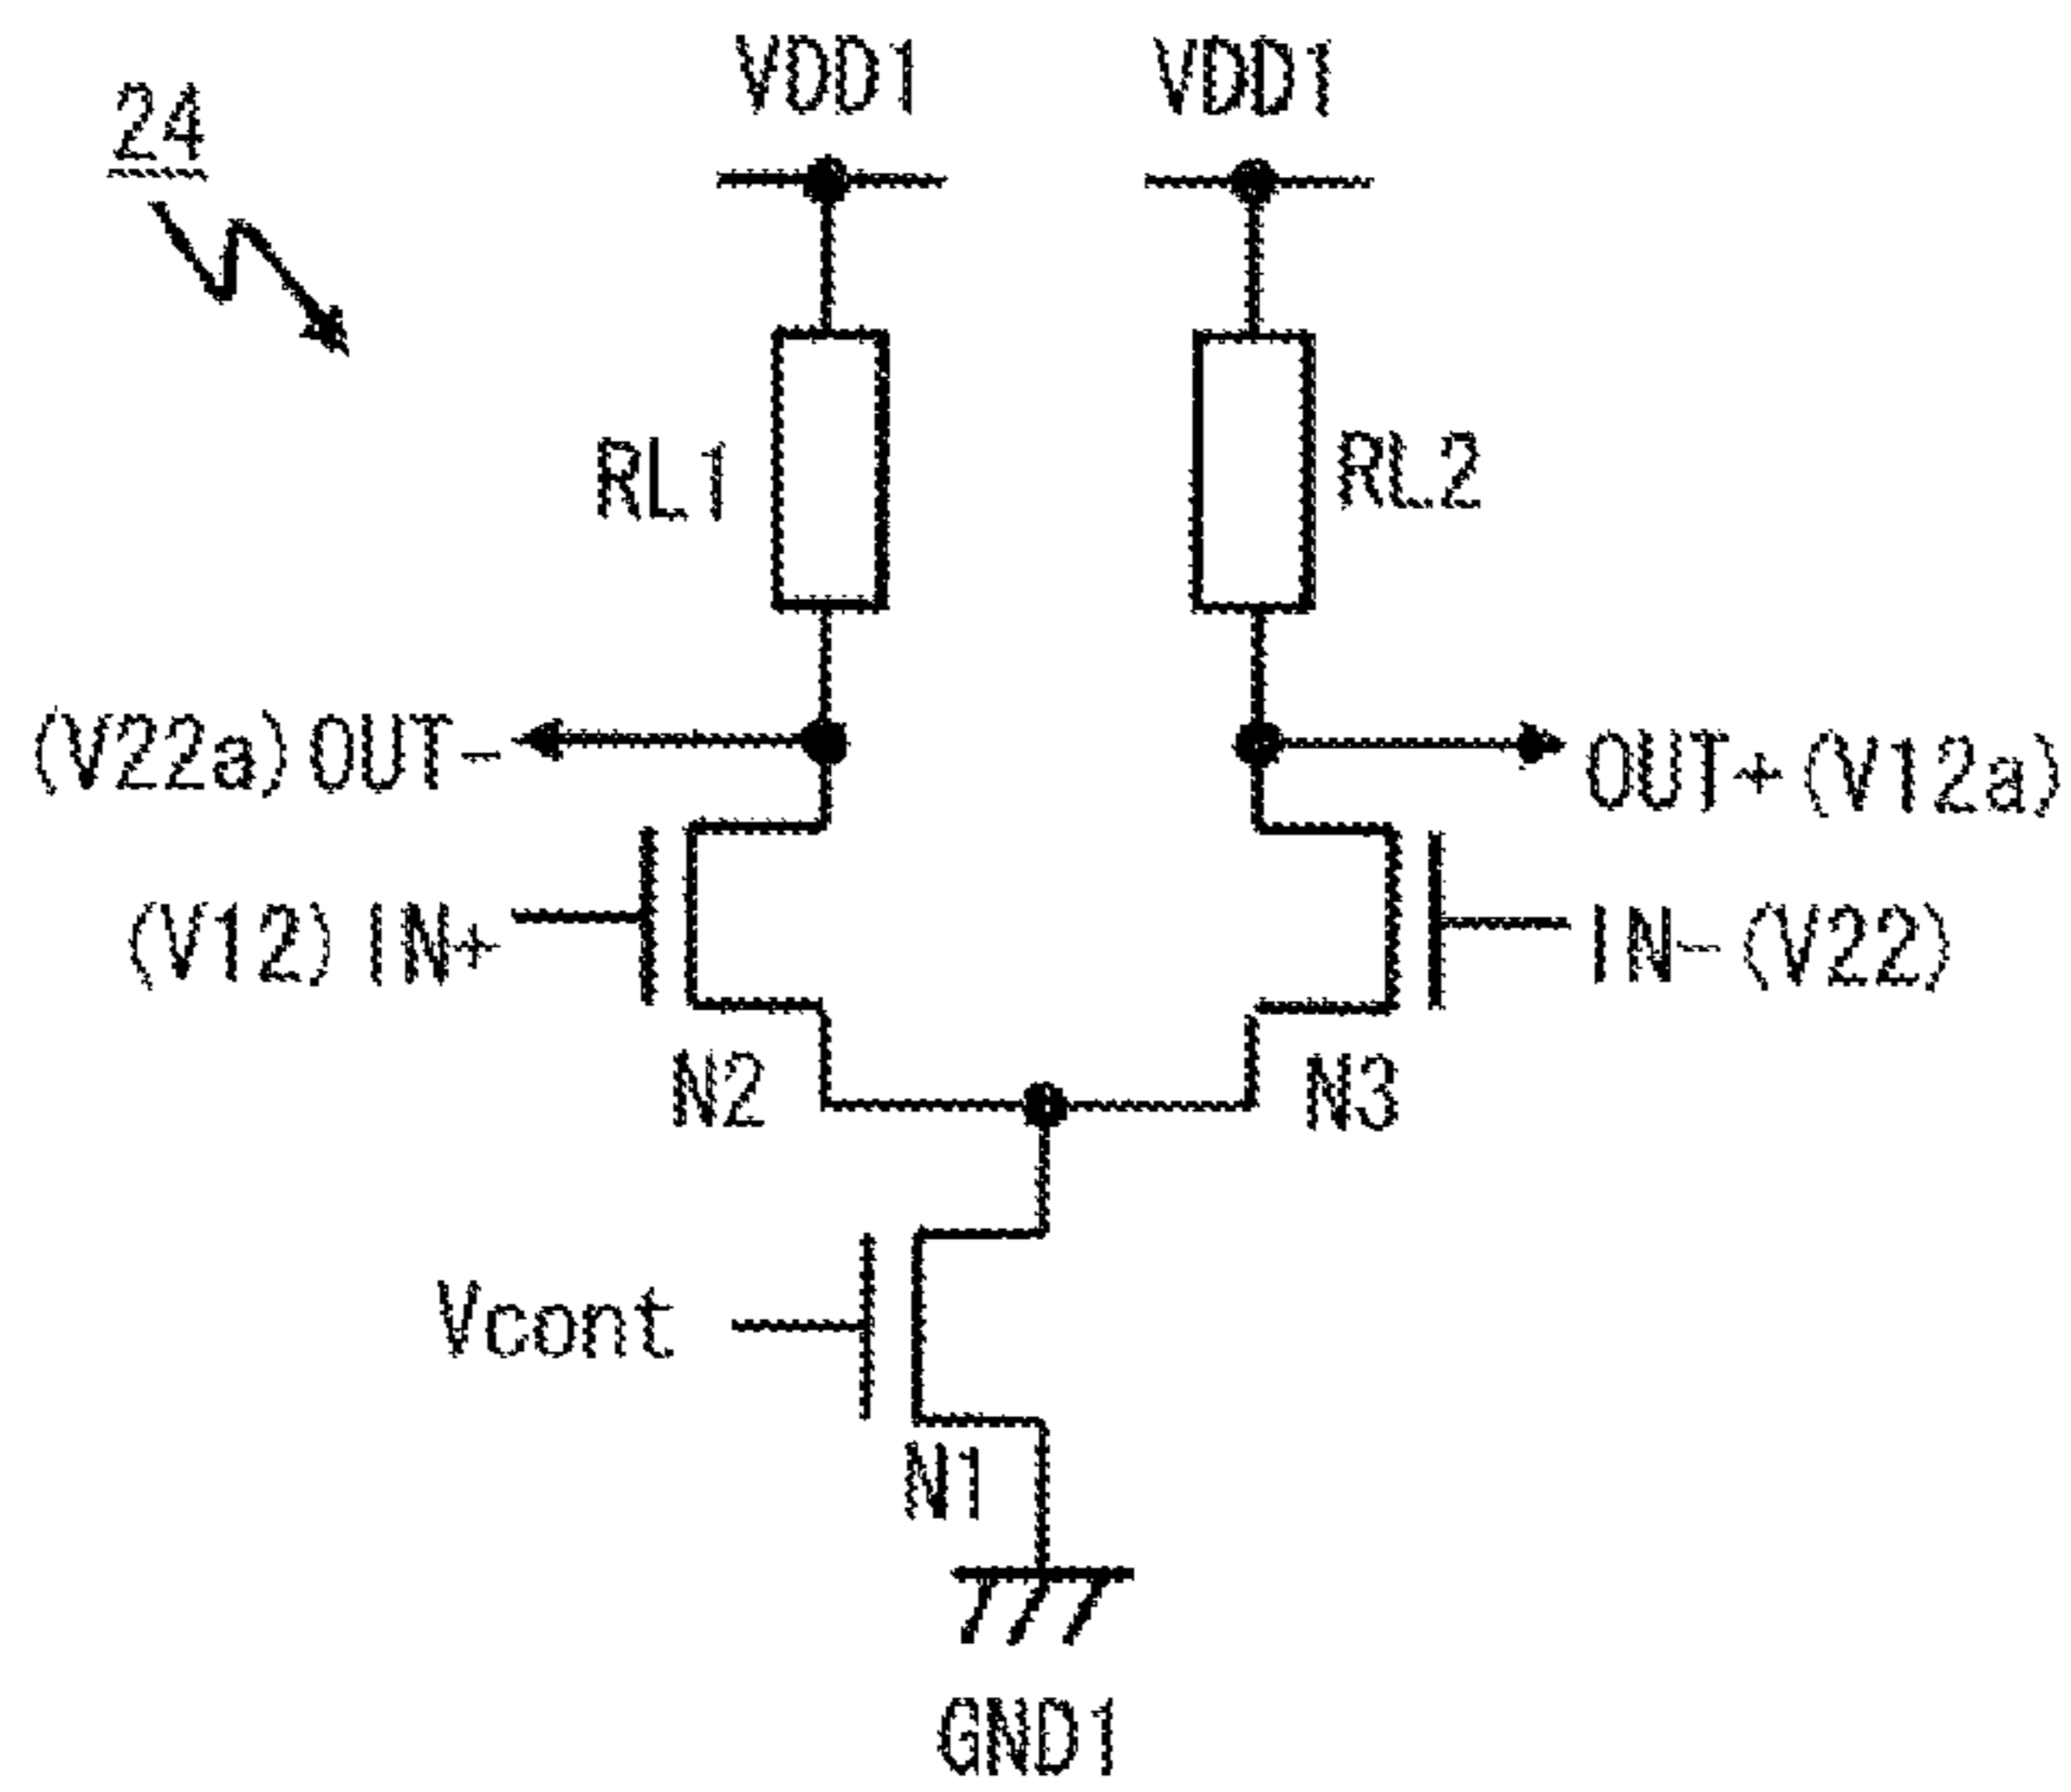 24
VDD1
VDD1
RL1
RL2
(V22a) OUT-
OUT+ (V12a)
(V12) IN+
IN- (V22)
N2
N3
Vcont
N1
GND1